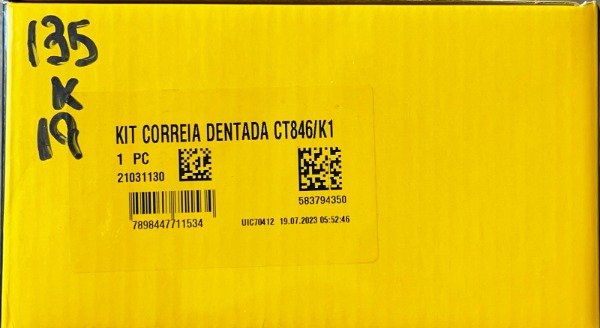 135
K
19
KIT CORREIA DENTADA CT846/K1
1 PC
21031130
583794350
7898447711534
UIC70412 19.07.2023 05:52:46